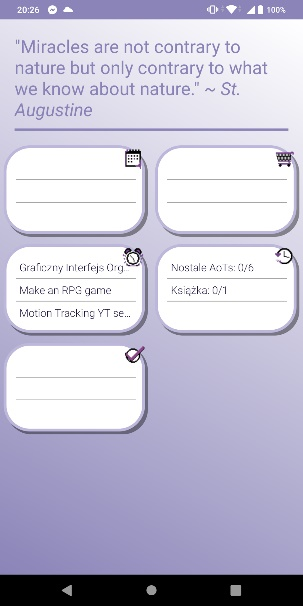 20:26
100%
"Miracles are not contrary to
nature but only contrary to what
we know about nature." ~ St.
Augustine
Graficzny Interfejs Org...
Make an RPG game
Motion Tracking YT se...
Nostale AoTs: 0/6
Książka: 0/1